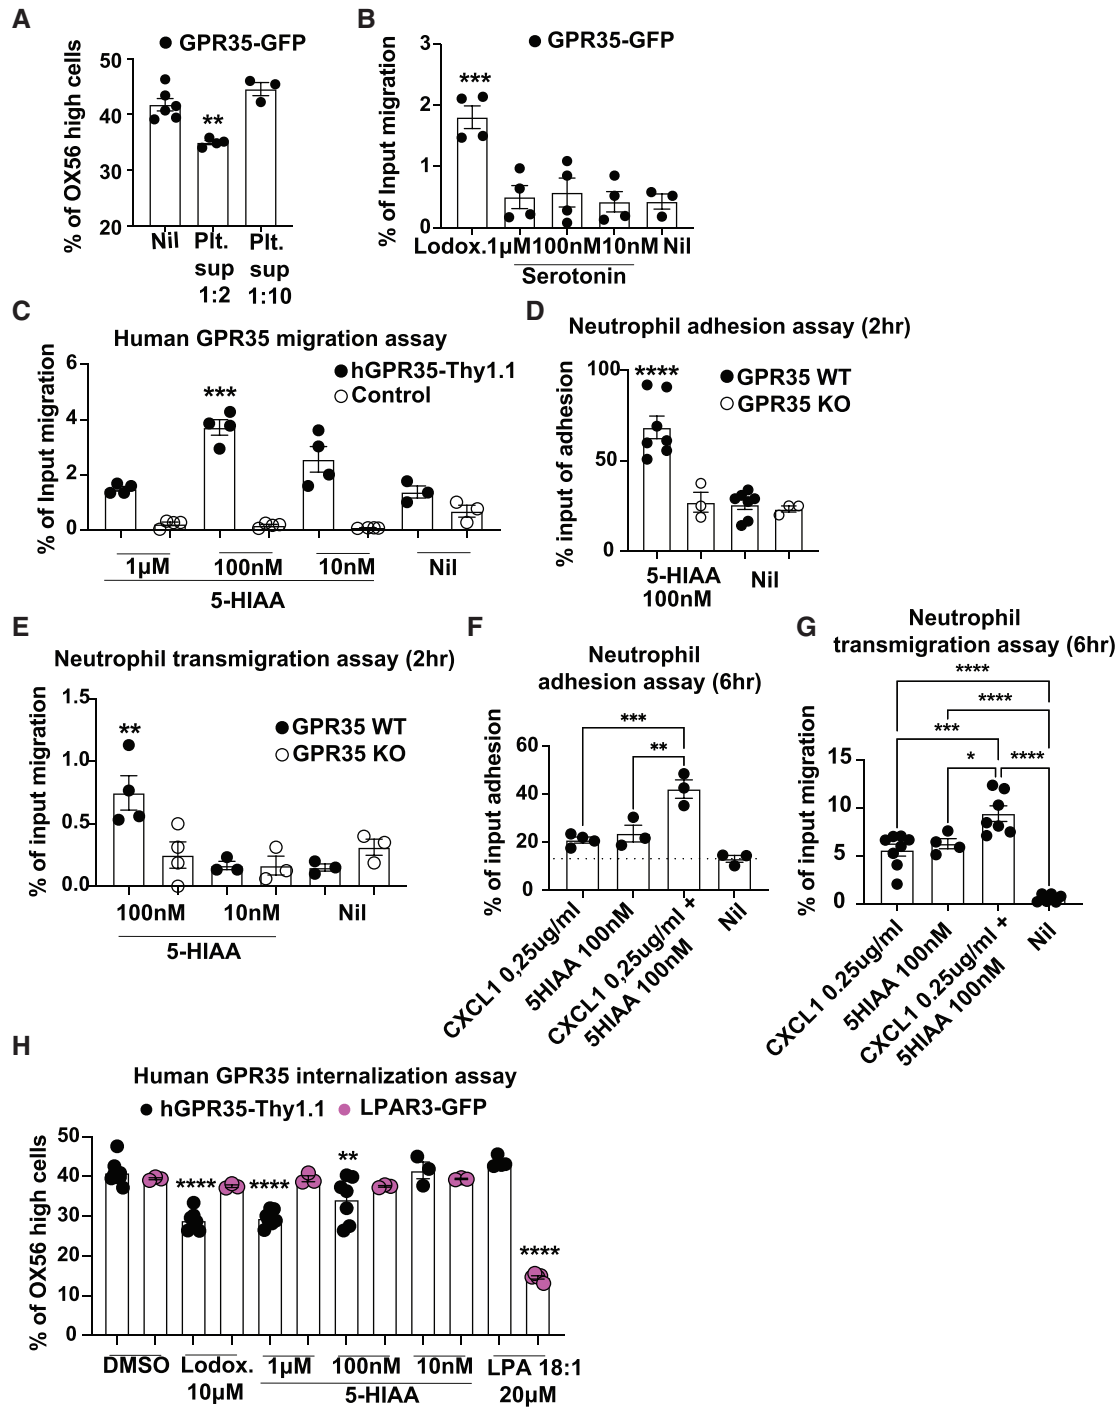 A
GPR35-GFP
% of OX56 high cells
50
40
30
20
**
Nil
Plt. sup 1:2
Plt. sup 1:10
B
GPR35-GFP
% of Input migration
3
2
1
0
***
Lodox. 1µM 100nM 10nM Nil
Serotonin
C
Human GPR35 migration assay
hGPR35-Thy1.1
Control
% of Input migration
6
4
2
0
***
1µM 100nM 10nM Nil
5-HIAA
D
Neutrophil adhesion assay (2hr)
GPR35 WT
GPR35 KO
% input of adhesion
100
50
0
****
5-HIAA
100nM
Nil
E
Neutrophil transmigration assay (2hr)
GPR35 WT
GPR35 KO
% of input migration
1.5
1.0
0.5
0.0
**
100nM 10nM Nil
5-HIAA
F
Neutrophil
adhesion assay (6hr)
% of input adhesion
60
40
20
0
***
**
CXCL1 0,25ug/ml
5HIAA 100nM
CXCL1 0,25ug/ml +
5HIAA 100nM
Nil
G
Neutrophil
transmigration assay (6hr)
% of input migration
15
10
5
0
****
****
***
* ****
CXCL1 0.25ug/ml
5HIAA 100nM
CXCL1 0.25ug/ml +
5HIAA 100nM
Nil
H
Human GPR35 internalization assay
hGPR35-Thy1.1 LPAR3-GFP
% of OX56 high cells
50
40
30
20
10
0
**** **** ** ****
DMSO Lodox. 1µM 100nM 10nM LPA 18:1
10µM 5-HIAA 20µM